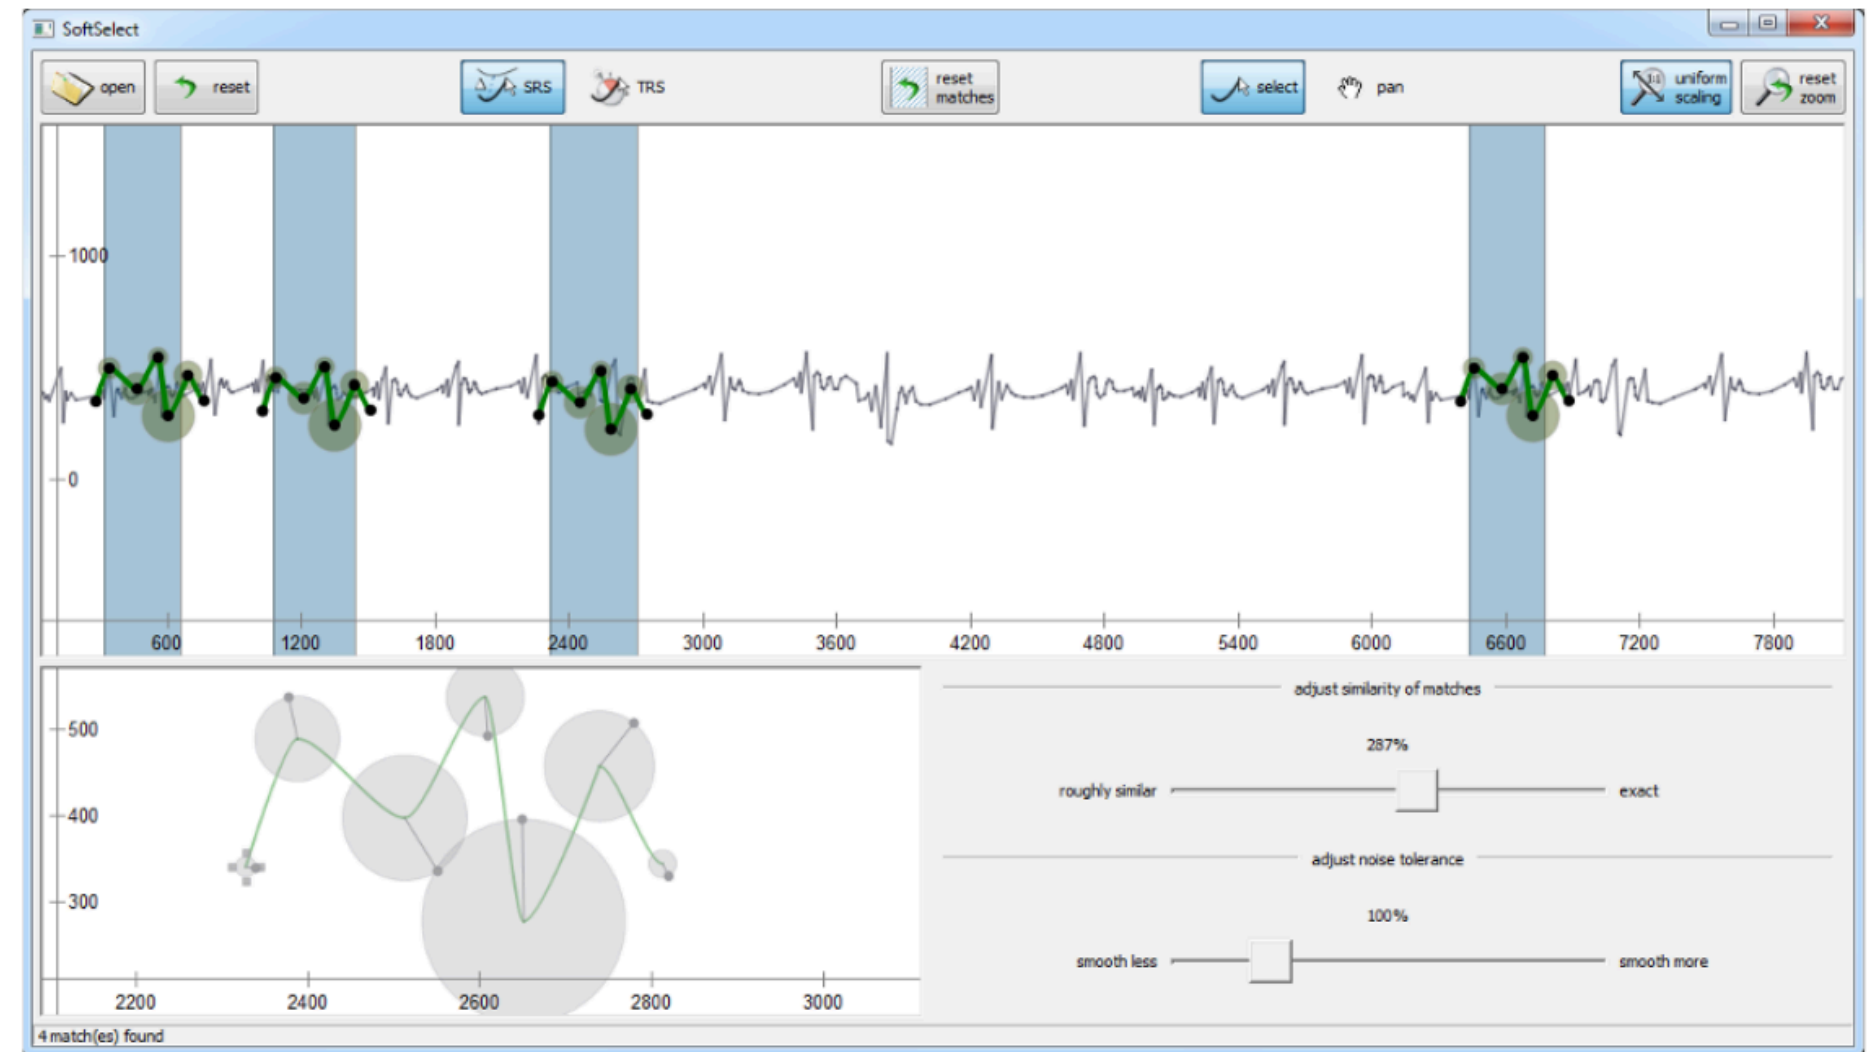 SoftSelect
open
reset
SRS
TRS
reset
matches
select
pan
1:1
uniform
scaling
reset
zoom
1000
0
600 1200 1800 2400 3000 3600 4200 4800 5400 6000 6600 7200 7800
500
400
300
2200 2400 2600 2800 3000
adjust similarity of matches
287%
roughly similar
exact
adjust noise tolerance
100%
smooth less
smooth more
4 match(es) found